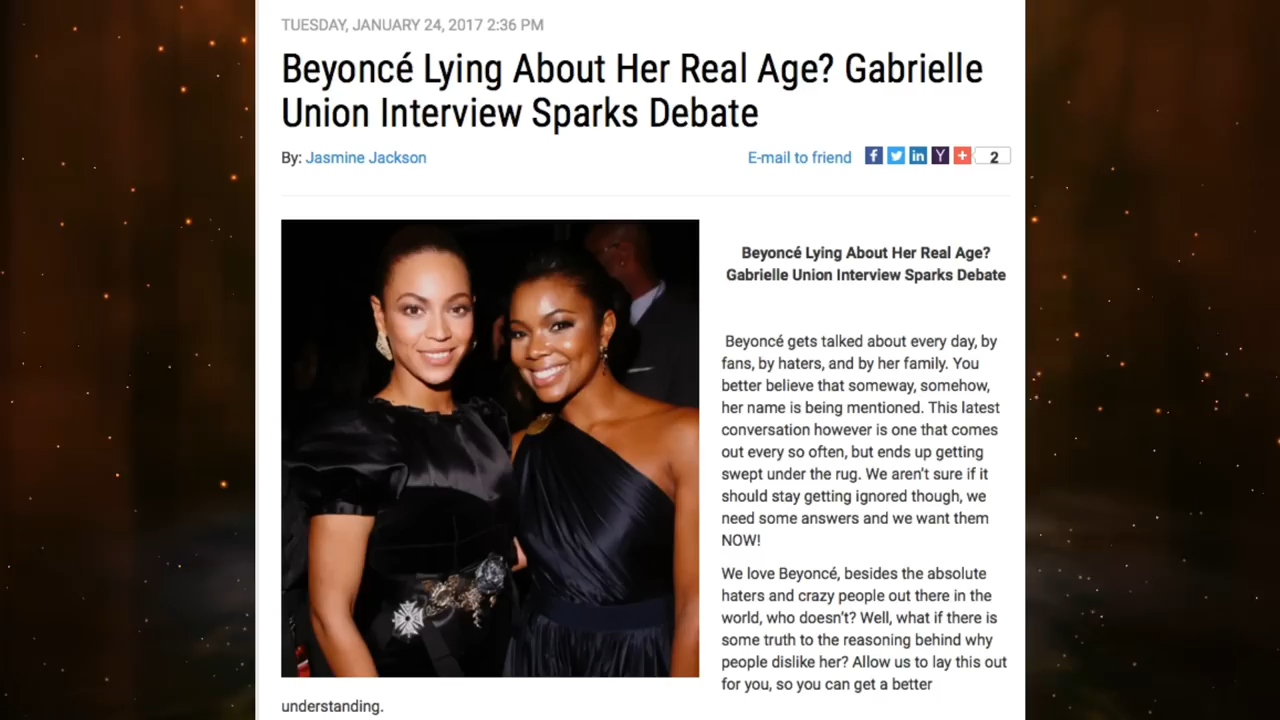 TUESDAY, JANUARY 24, 2017 2:36 PM
Beyoncé Lying About Her Real Age? Gabrielle
Union Interview Sparks Debate
By: Jasmine Jackson
E-mail to friend
2
Beyoncé Lying About Her Real Age?
Gabrielle Union Interview Sparks Debate
Beyoncé gets talked about every day, by
fans, by haters, and by her family. You
better believe that someway, somehow,
her name is being mentioned. This latest
conversation however is one that comes
out every so often, but ends up getting
swept under the rug. We aren't sure if it
should stay getting ignored though, we
need some answers and we want them
NOW!
We love Beyoncé, besides the absolute
haters and crazy people out there in the
world, who doesn't? Well, what if there is
some truth to the reasoning behind why
people dislike her? Allow us to lay this out
for you, so you can get a better
understanding.